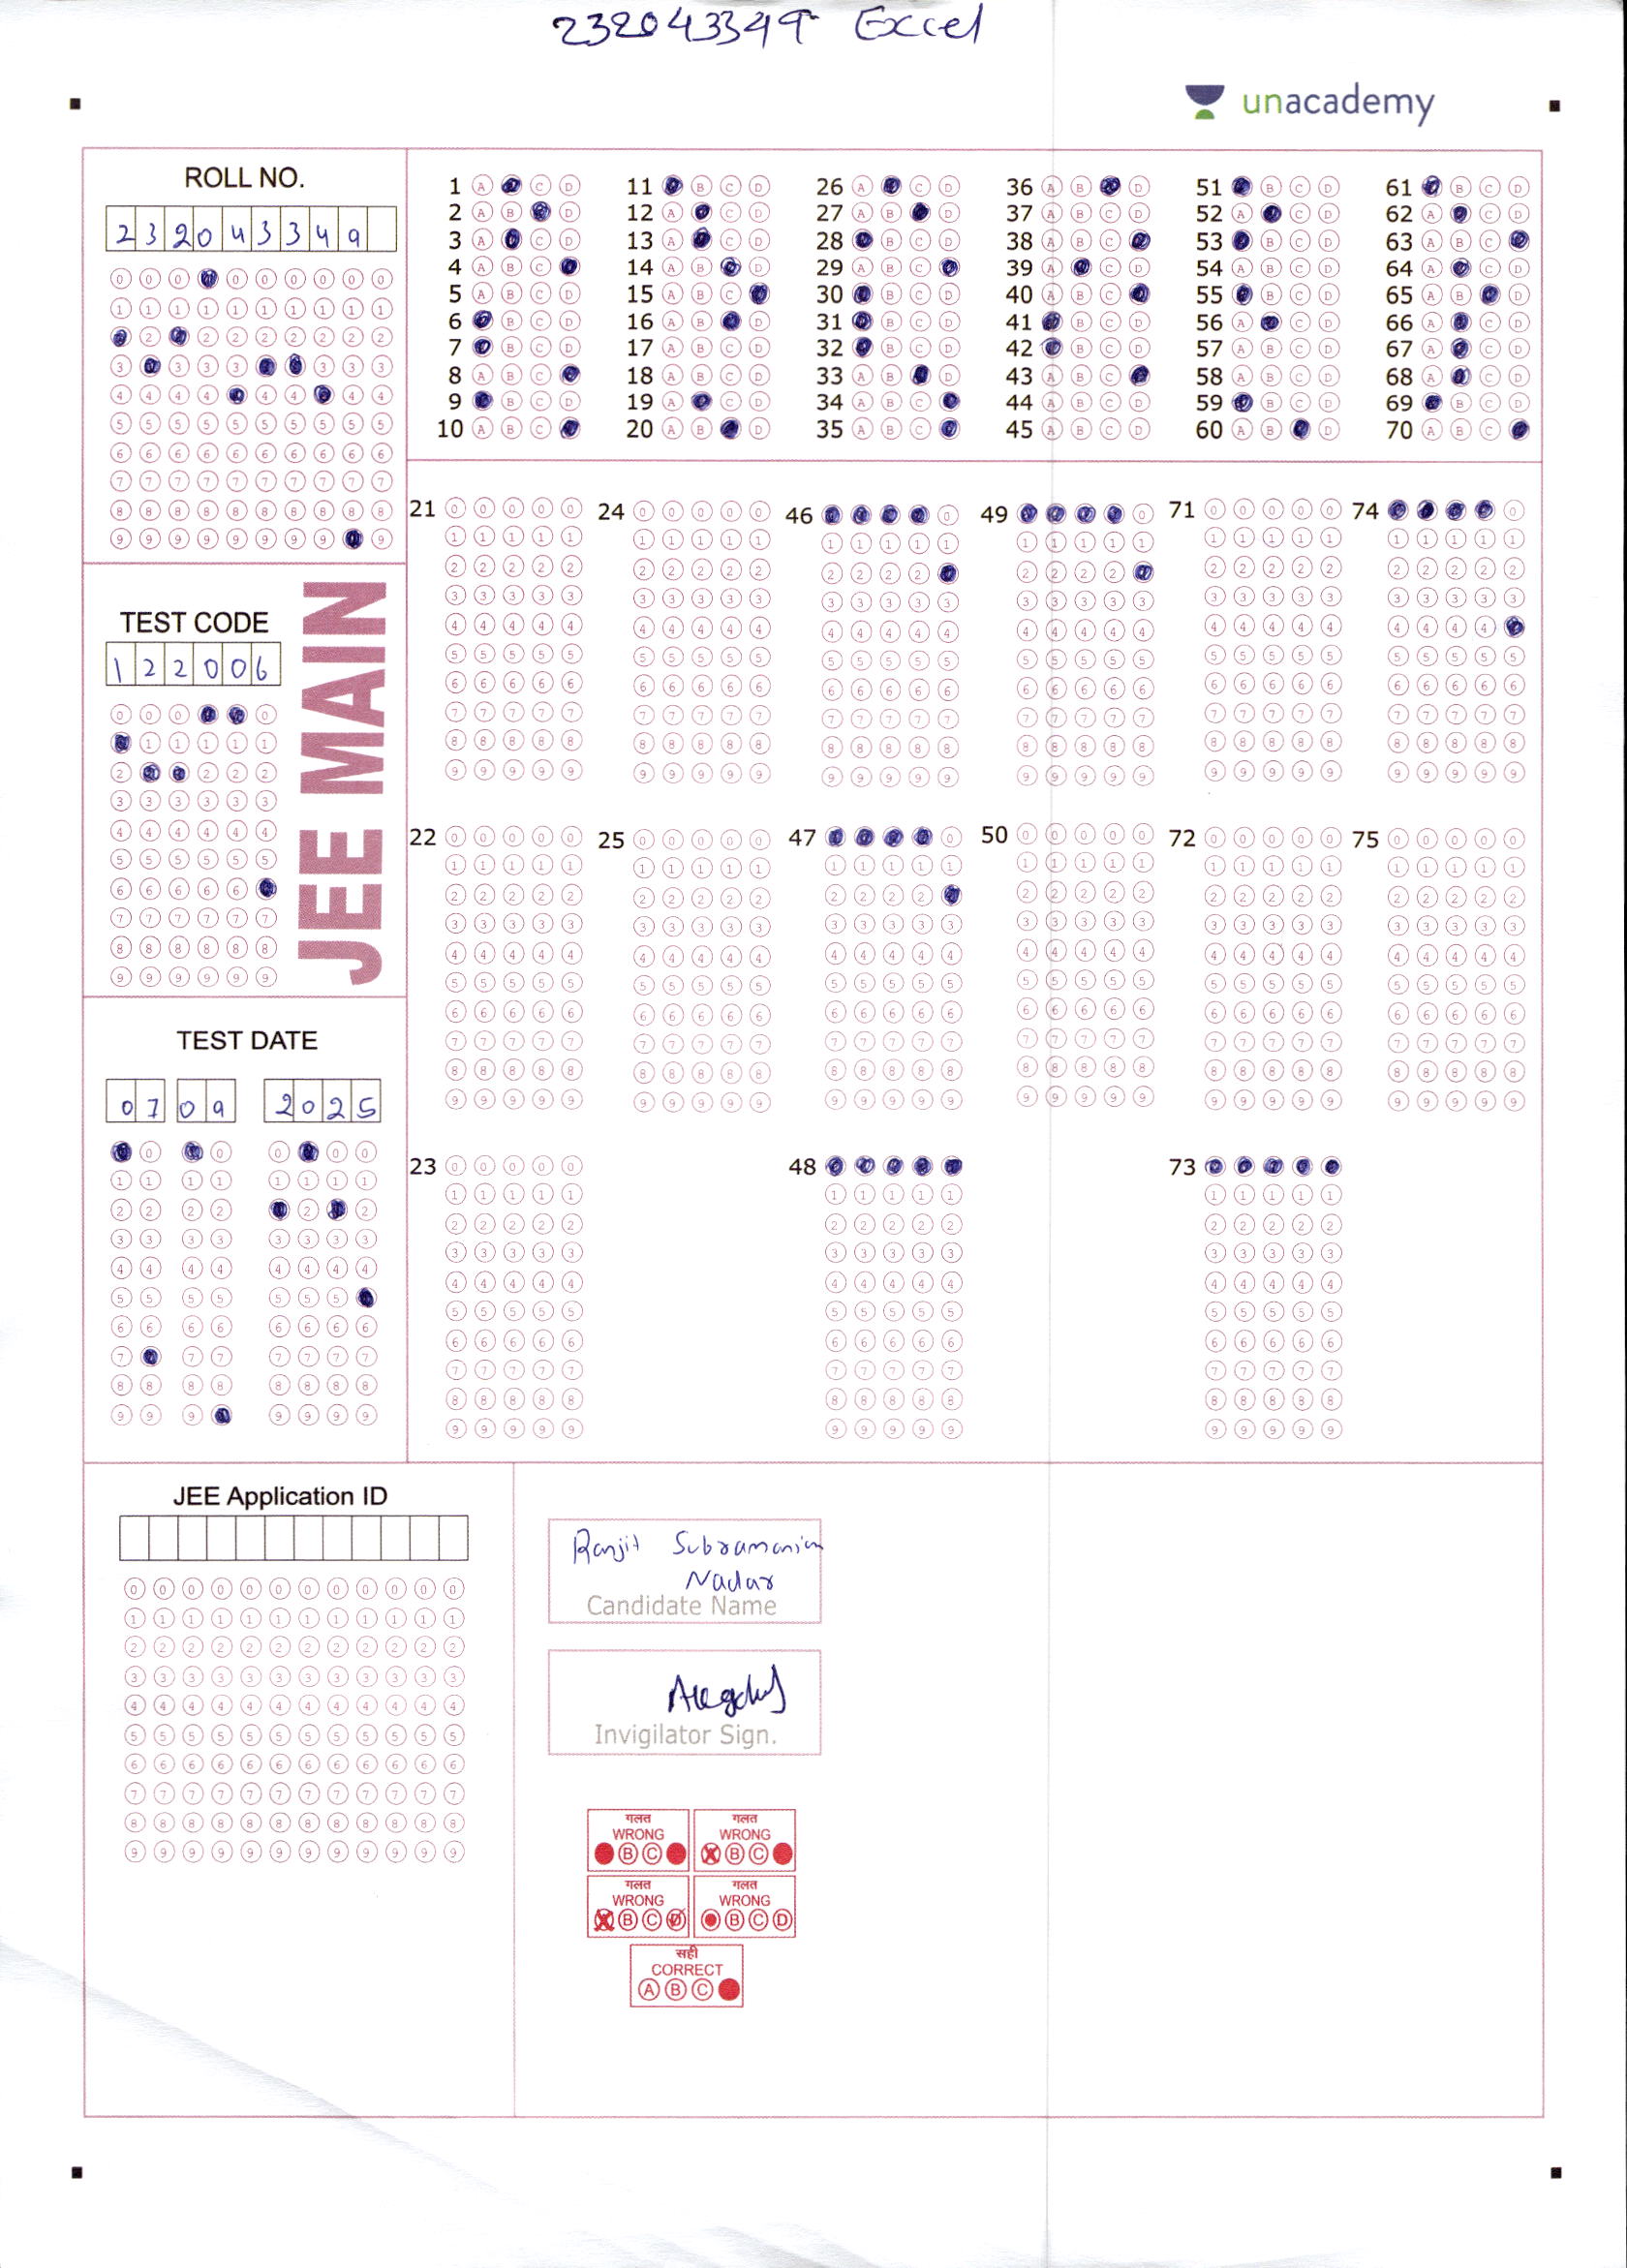 232043349 Excel
unacademy
ROLL NO.
2 3 2 0 4 3 3 4 9
TEST CODE
1 2 2 0 0 6
JEE MAIN
TEST DATE
0 7 0 9 2 0 2 5
1 A B C D
2 A B C D
3 A B C D
4 A B C D
5 A B C D
6 A B C D
7 A B C D
8 A B C D
9 A B C D
10 A B C D
11 A B C D
12 A B C D
13 A B C D
14 A B C D
15 A B C D
16 A B C D
17 A B C D
18 A B C D
19 A B C D
20 A B C D
26 A B C D
27 A B C D
28 A B C D
29 A B C D
30 A B C D
31 A B C D
32 A B C D
33 A B C D
34 A B C D
35 A B C D
36 A B C D
37 A B C D
38 A B C D
39 A B C D
40 A B C D
41 A B C D
42 A B C D
43 A B C D
44 A B C D
45 A B C D
51 A B C D
52 A B C D
53 A B C D
54 A B C D
55 A B C D
56 A B C D
57 A B C D
58 A B C D
59 A B C D
60 A B C D
61 A B C D
62 A B C D
63 A B C D
64 A B C D
65 A B C D
66 A B C D
67 A B C D
68 A B C D
69 A B C D
70 A B C D
21 24 46 49 71 74
22 25 47 50 72 75
23 48 73
JEE Application ID
Ranjit Subramanian
Nadar
Candidate Name
Invigilator Sign.
गलत गलत
WRONG WRONG
B C B C
गलत गलत
WRONG WRONG
B C D B C D
सही
CORRECT
A B C